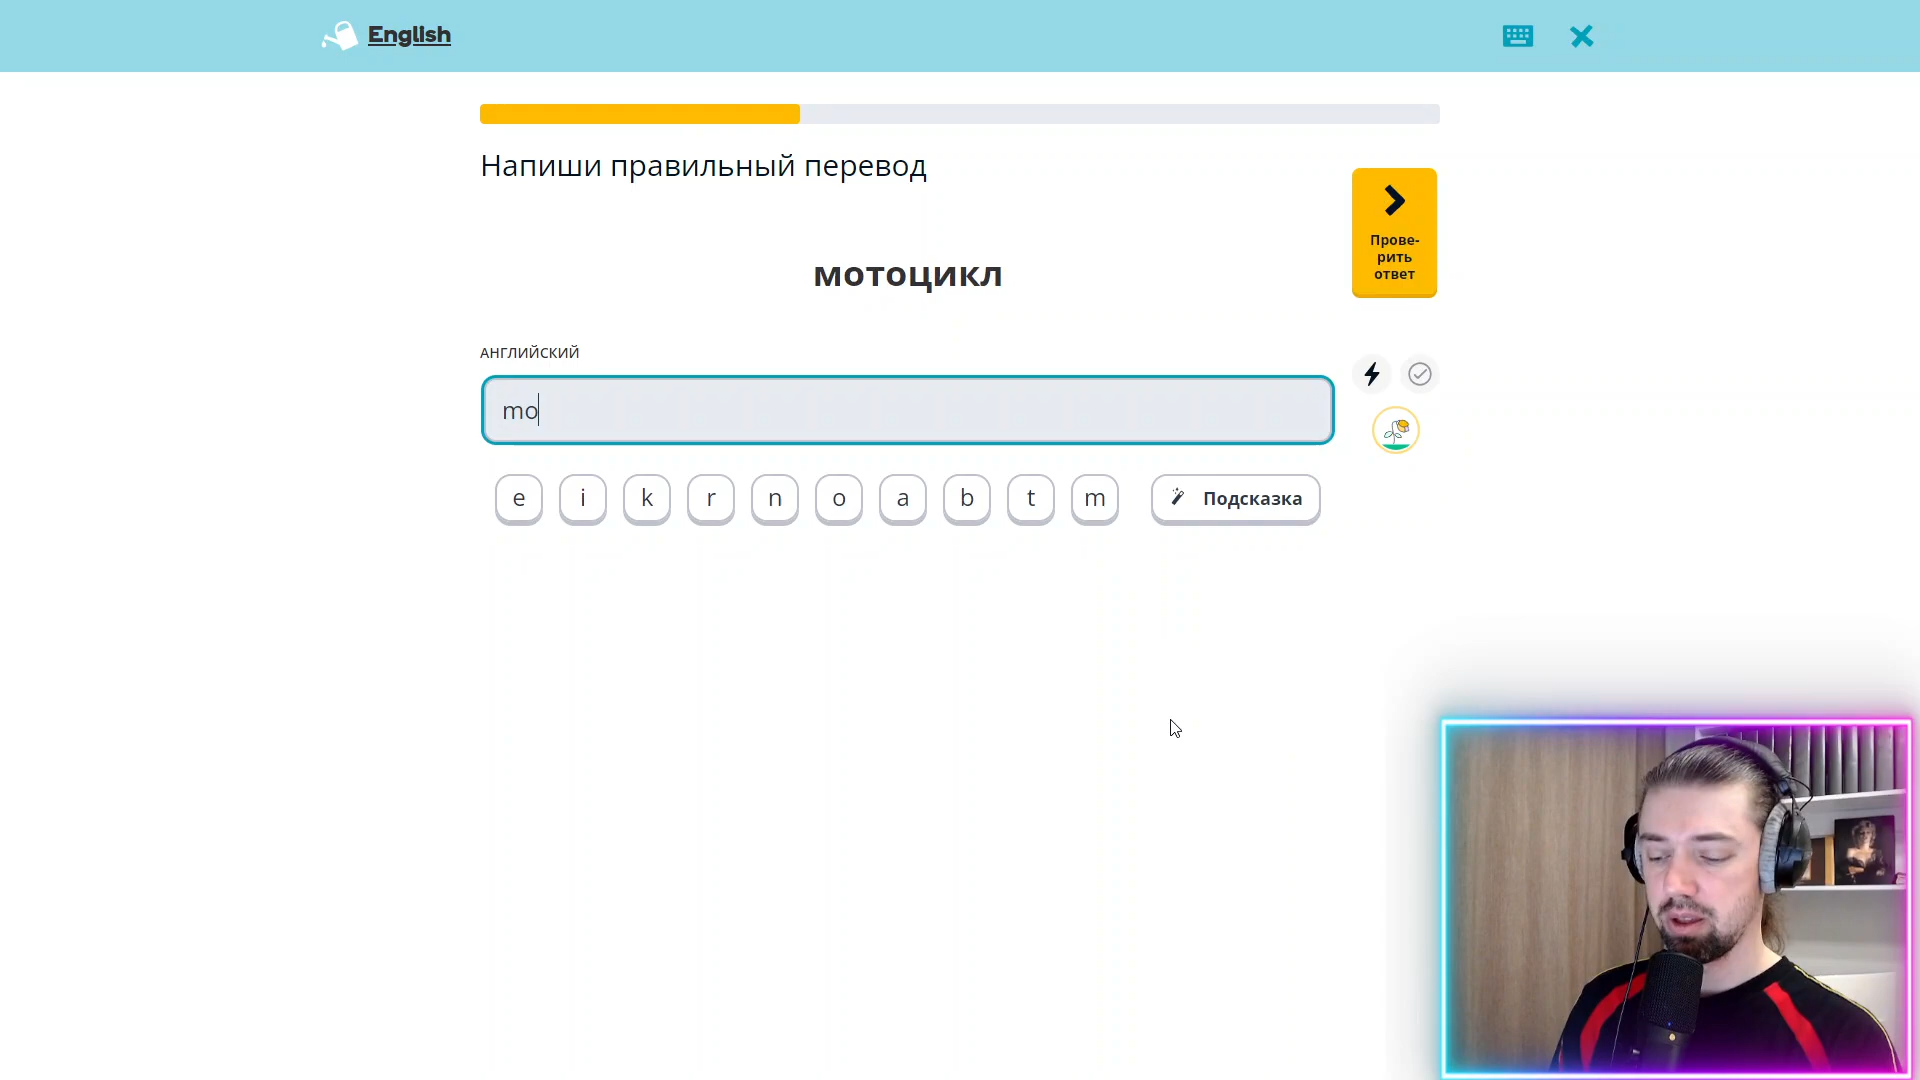 English
Напиши правильный перевод
Прове-
рить
ответ
мотоцикл
АНГЛИЙСКИЙ
mo
e i k r n o a b t m Подсказка